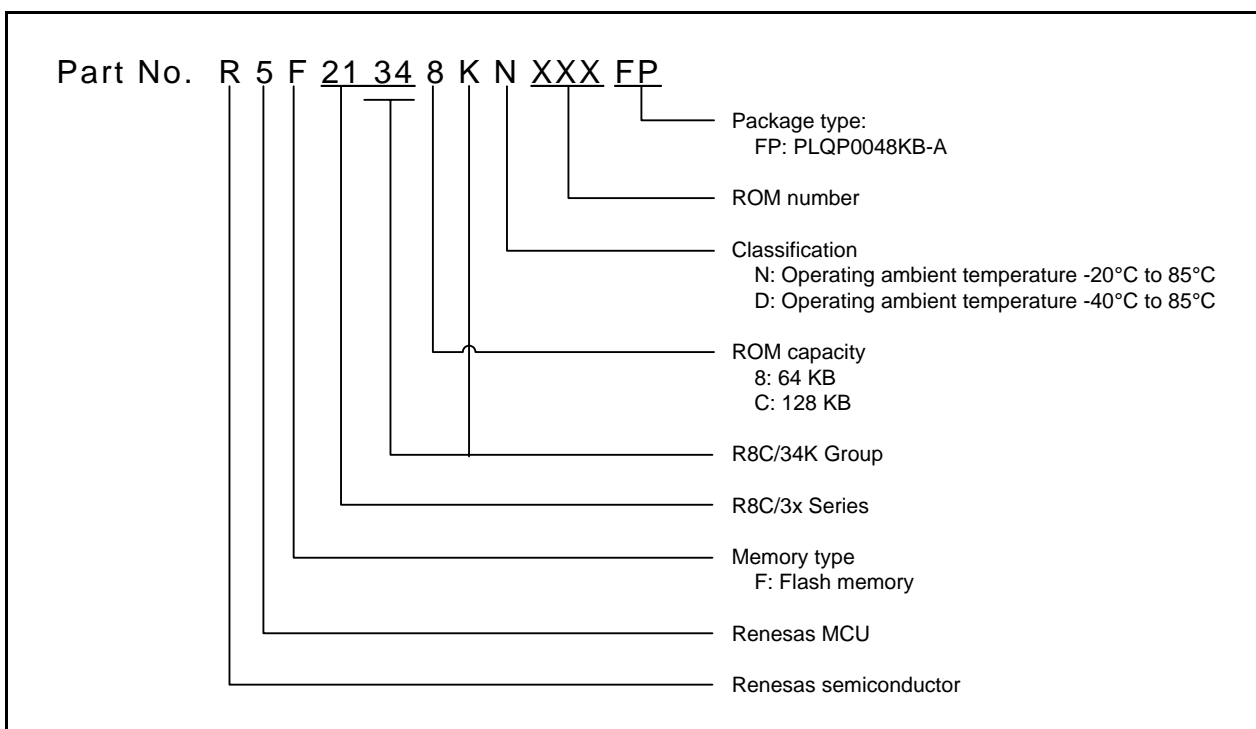 Part No. R 5 F 21 34 8 K N XXX FP
Package type:
FP: PLQP0048KB-A
ROM number
Classification
N: Operating ambient temperature -20°C to 85°C
D: Operating ambient temperature -40°C to 85°C
ROM capacity
8: 64 KB
C: 128 KB
R8C/34K Group
R8C/3x Series
Memory type
F: Flash memory
Renesas MCU
Renesas semiconductor